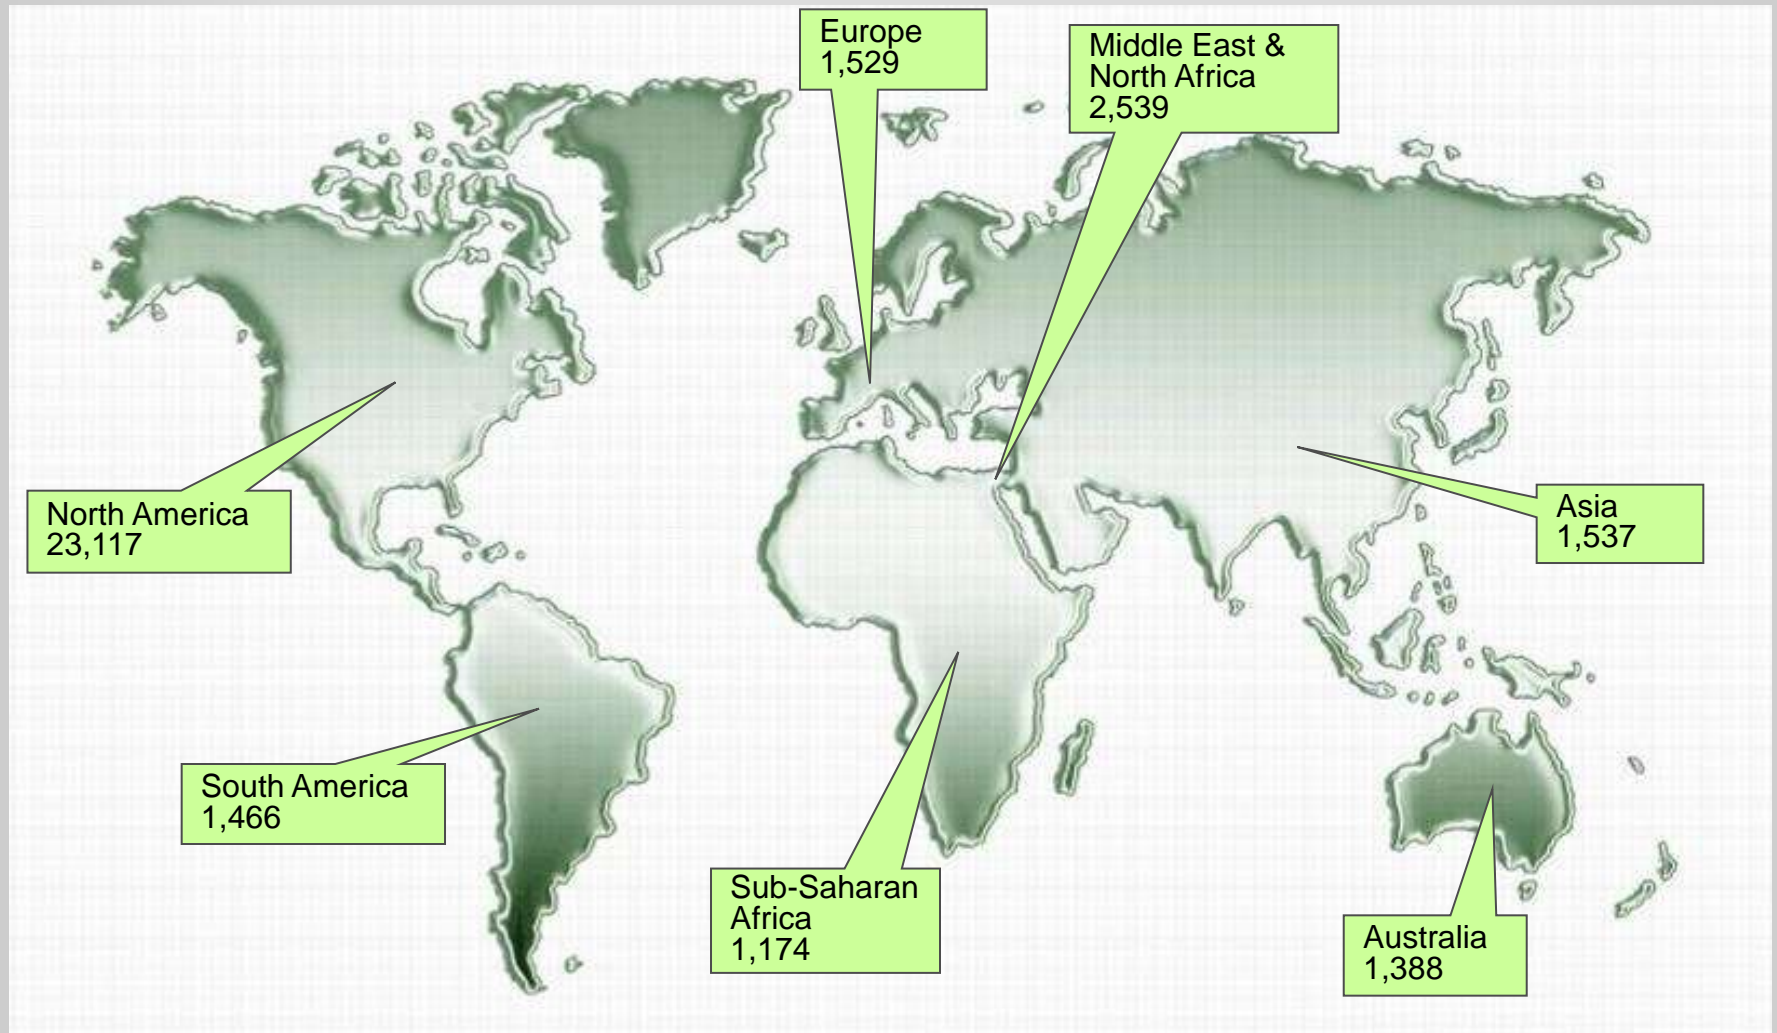 Europe
1,529
Middle East &
North Africa
2,539
North America
23,117
Asia
1,537
South America
1,466
Sub-Saharan
Africa
1,174
Australia
1,388